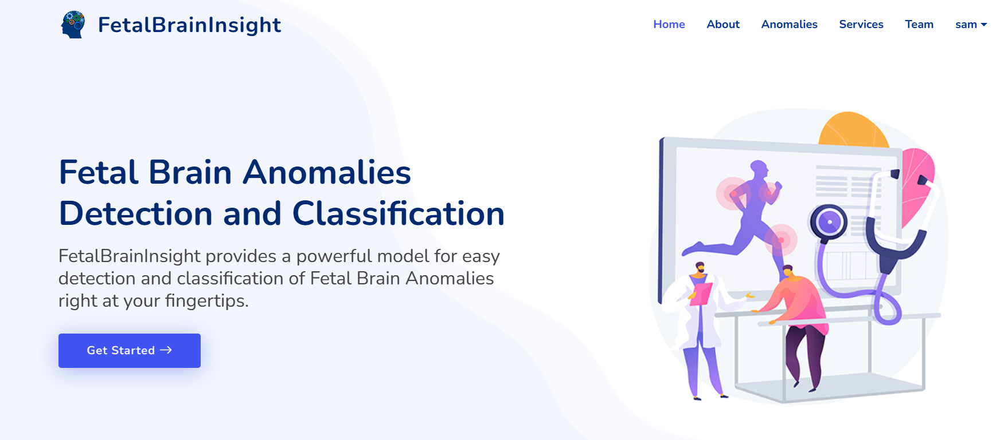 FetalBrainInsight
Home About Anomalies Services Team sam
Fetal Brain Anomalies
Detection and Classification
FetalBrainInsight provides a powerful model for easy
detection and classification of Fetal Brain Anomalies
right at your fingertips.
Get Started →